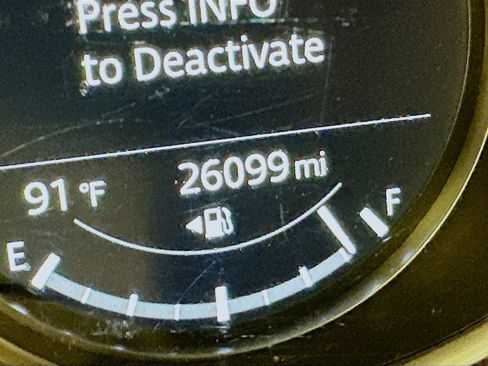 Press INFO
to Deactivate
26099 mi
91 °F
E
F